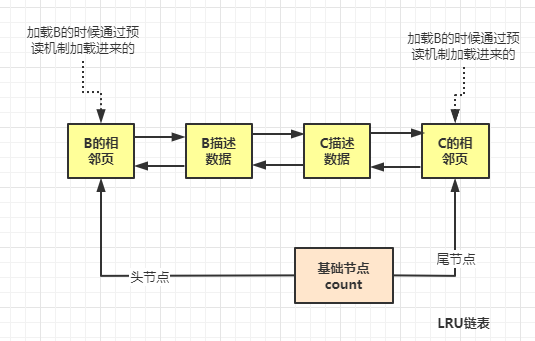 加载B的时候通过预
读机制加载进来的
加载B的时候通过预
读机制加载进来的
B的相
邻页
B描述
数据
C描述
数据
C的相
邻页
头节点
基础节点
count
尾节点
LRU链表